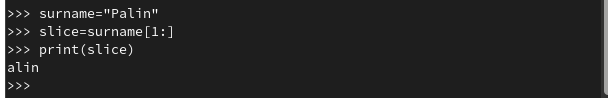 >>> surname="Palin"
>>> slice=surname[1:]
>>> print(slice)
alin
>>>